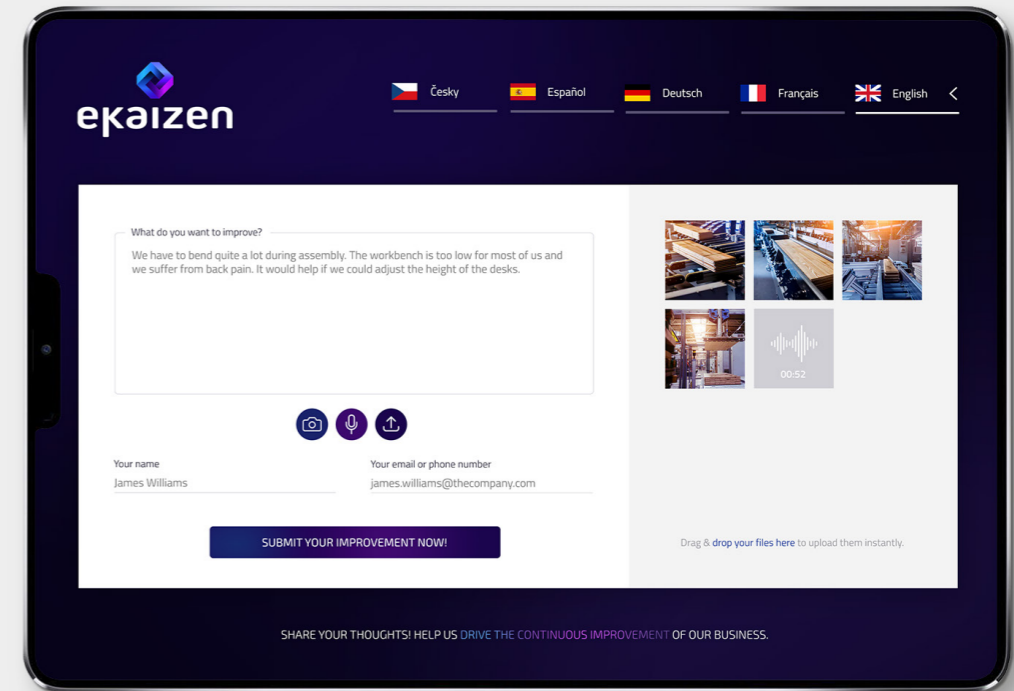 ekaizen
Česky
Español
Deutsch
Français
English
What do you want to improve?
We have to bend quite a lot during assembly. The workbench is too low for most of us and
we suffer from back pain. It would help if we could adjust the height of the desks.
00:52
Your name
Your email or phone number
James Williams
james.williams@thecompany.com
SUBMIT YOUR IMPROVEMENT NOW!
Drag & drop your files here to upload them instantly.
SHARE YOUR THOUGHTS! HELP US DRIVE THE CONTINUOUS IMPROVEMENT OF OUR BUSINESS.